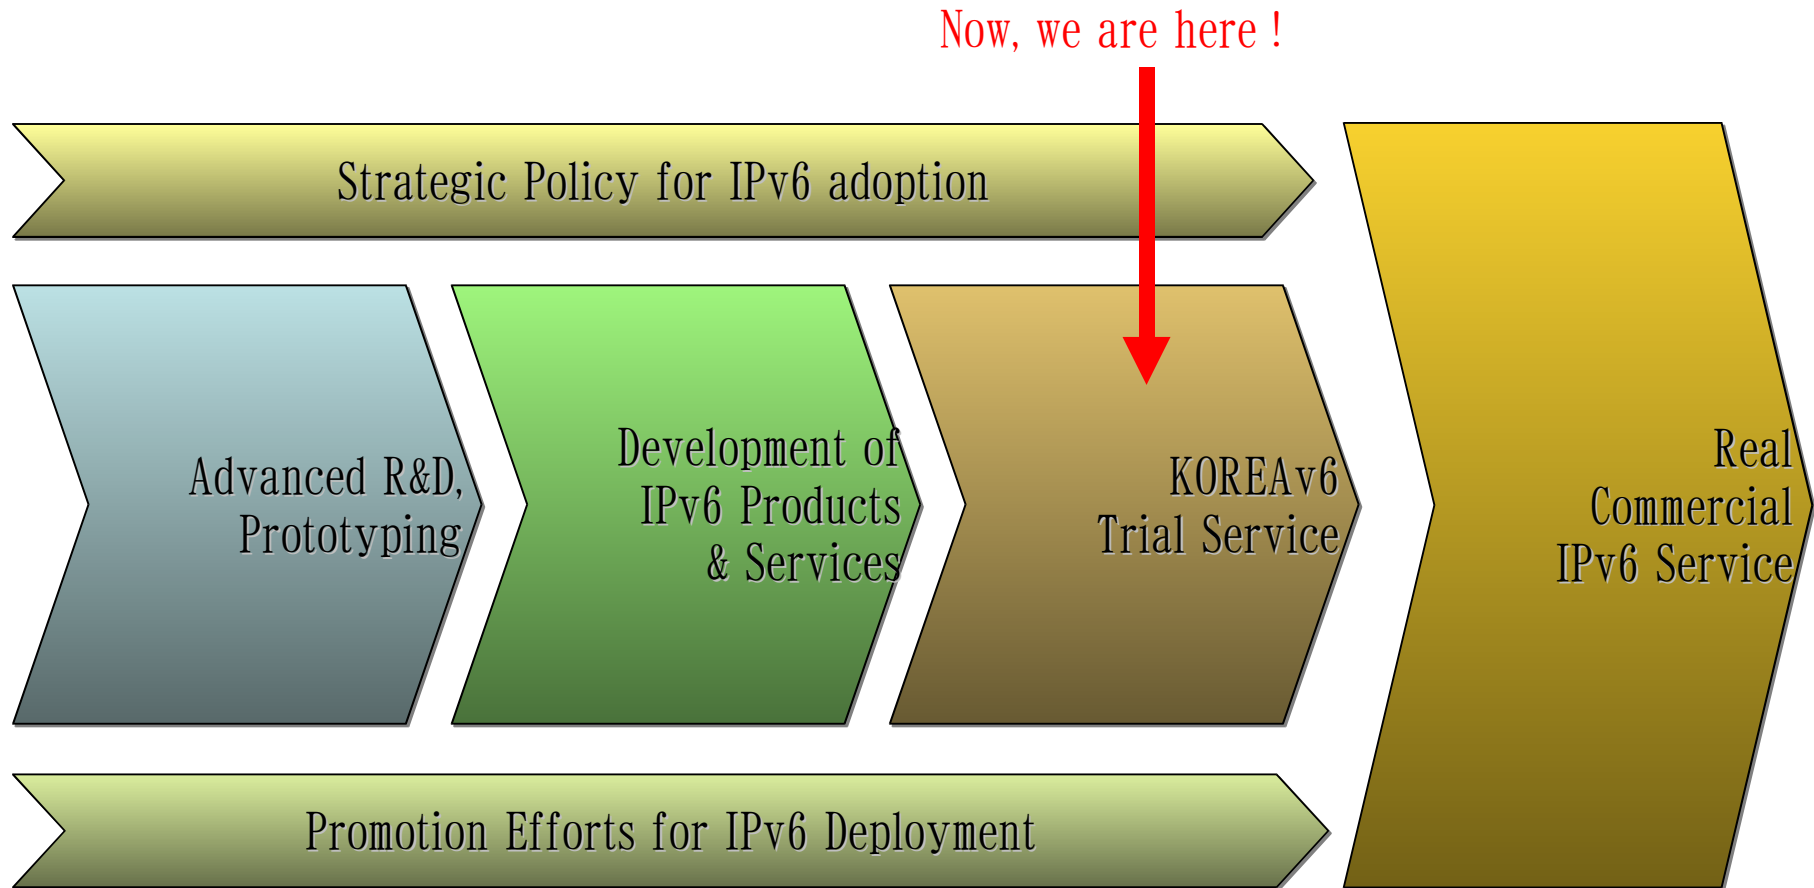 Now, we are here !
Strategic Policy for IPv6 adoption
Advanced R&D,
Prototyping
Development of
IPv6 Products
& Services
KOREAv6
Trial Service
Real
Commercial
IPv6 Service
Promotion Efforts for IPv6 Deployment